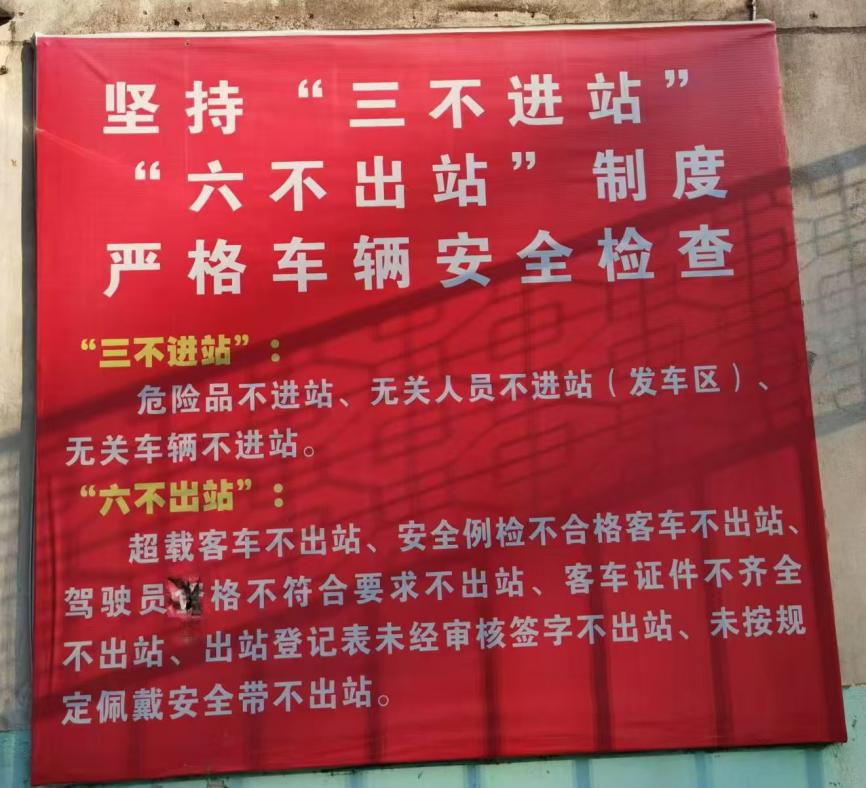 坚持“三不进站”
“六不出站”制度
严格车辆安全检查
“三不进站”：
危险品不进站、无关人员不进站（发车区）、
无关车辆不进站。
“六不出站”：
超载客车不出站、安全例检不合格客车不出站、
驾驶员格不符合要求不出站、客车证件不齐全
不出站、出站登记表未经审核签字不出站、未按规
定佩戴安全带不出站。